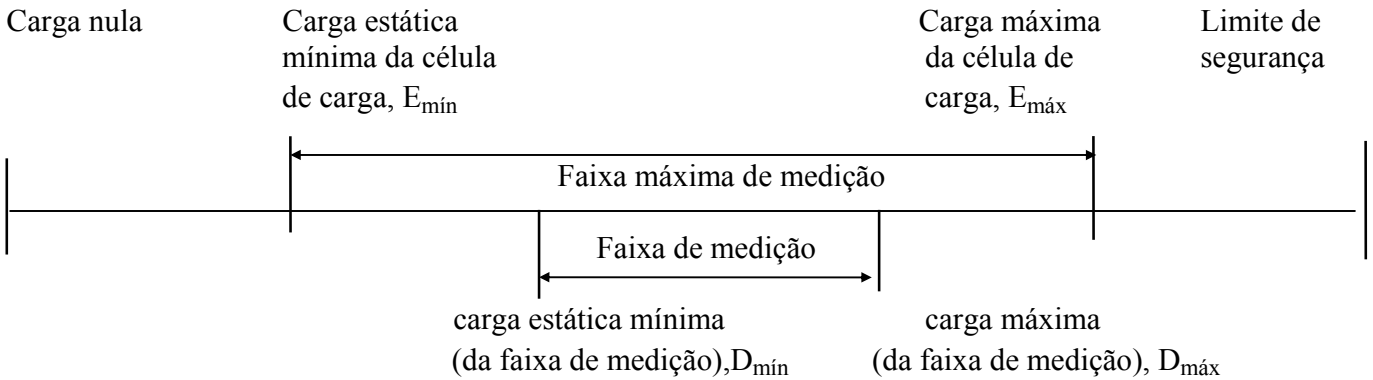 Carga nula
Carga estática
mínima da célula
de carga, Emín
Carga máxima
da célula de
carga, Emáx
Limite de
segurança
Faixa máxima de medição
Faixa de medição
carga estática mínima
(da faixa de medição),Dmín
carga máxima
(da faixa de medição), Dmáx